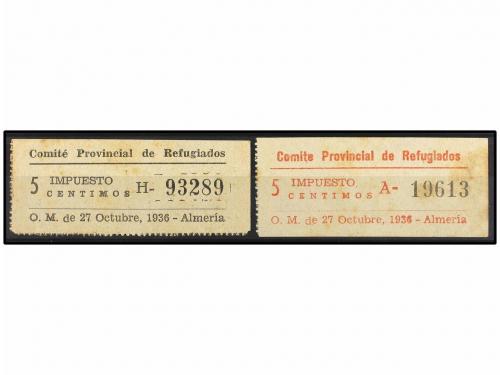 Comité Provincial de Refugiados
5 IMPUESTO CENTIMOS H- 93289
O. M. de 27 Octubre, 1936 - Almería
Comite Provincial de Refugiados
5 IMPUESTO CENTIMOS A- 19613
O. M. de 27 Octubre, 1936 - Almería